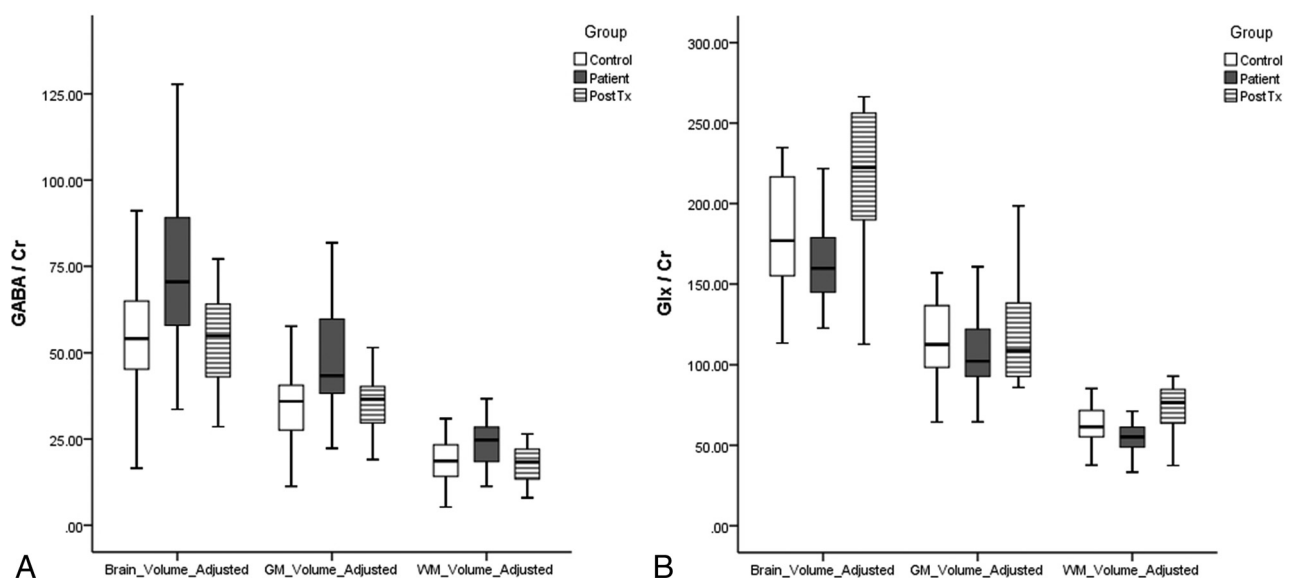 Group
Control
Patient
PostTx
125.00
100.00
75.00
50.00
25.00
.00
GABA / Cr
Brain_Volume_Adjusted GM_Volume_Adjusted WM_Volume_Adjusted
A
Group
Control
Patient
PostTx
300.00
250.00
200.00
150.00
100.00
50.00
.00
Glx / Cr
Brain_Volume_Adjusted GM_Volume_Adjusted WM_Volume_Adjusted
B